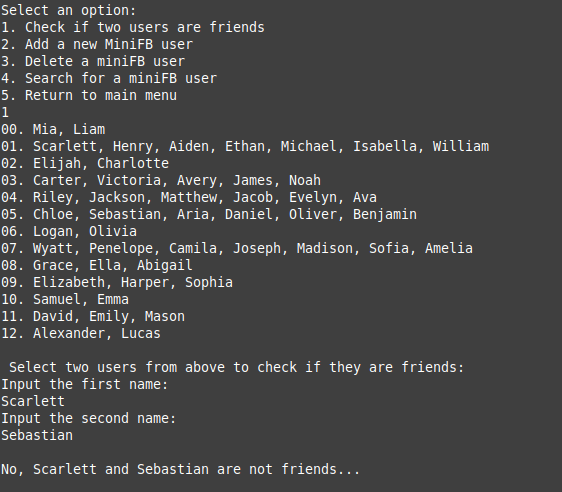 Select an option:
1. Check if two users are friends
2. Add a new MiniFB user
3. Delete a miniFB user
4. Search for a miniFB user
5. Return to main menu
1
00. Mia, Liam
01. Scarlett, Henry, Aiden, Ethan, Michael, Isabella, William
02. Elijah, Charlotte
03. Carter, Victoria, Avery, James, Noah
04. Riley, Jackson, Matthew, Jacob, Evelyn, Ava
05. Chloe, Sebastian, Aria, Daniel, Oliver, Benjamin
06. Logan, Olivia
07. Wyatt, Penelope, Camila, Joseph, Madison, Sofia, Amelia
08. Grace, Ella, Abigail
09. Elizabeth, Harper, Sophia
10. Samuel, Emma
11. David, Emily, Mason
12. Alexander, Lucas
Select two users from above to check if they are friends:
Input the first name:
Scarlett
Input the second name:
Sebastian
No, Scarlett and Sebastian are not friends...